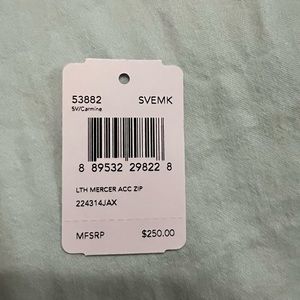 53882 SVEMK
SV/Carmine
8 89532 29822 8
LTH MERCER ACC ZIP
224314JAX
MFSRP $250.00